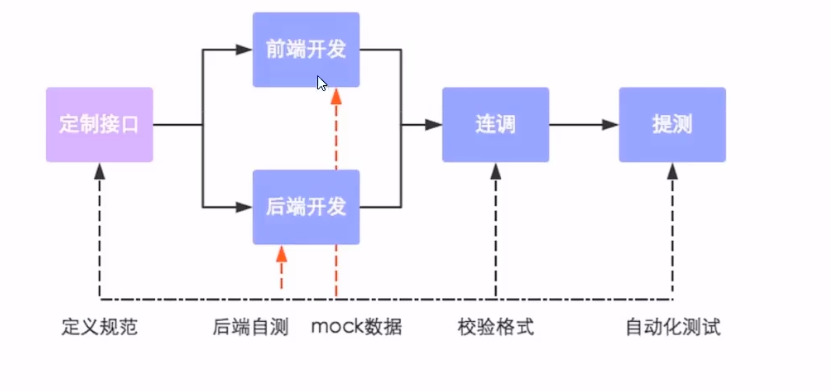 前端开发
定制接口
连调
提测
后端开发
定义规范
后端自测
mock数据
校验格式
自动化测试